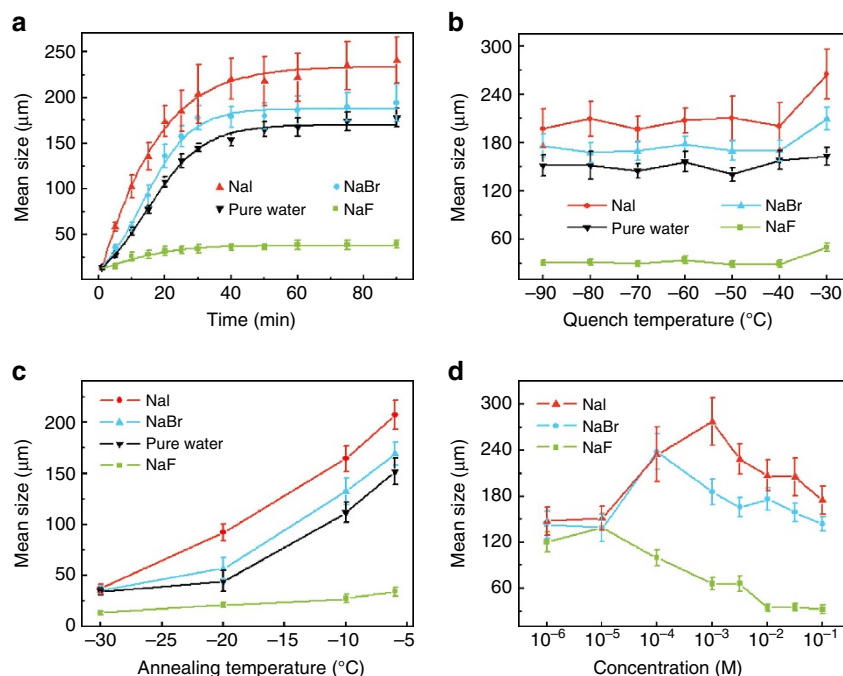 a
250
200
150
100
50
Mean size (μm)
NaI
NaBr
Pure water
NaF
0
20
40
60
80
Time (min)
b
300
240
180
120
60
Mean size (μm)
NaI
NaBr
Pure water
NaF
–90
–80
–70
–60
–50
–40
–30
Quench temperature (°C)
c
200
150
100
50
0
Mean size (μm)
NaI
NaBr
Pure water
NaF
–30
–20
–10
–5
Annealing temperature (°C)
d
300
240
180
120
60
Mean size (μm)
NaI
NaBr
NaF
10⁻⁶
10⁻⁵
10⁻⁴
10⁻³
10⁻²
10⁻¹
Concentration (M)